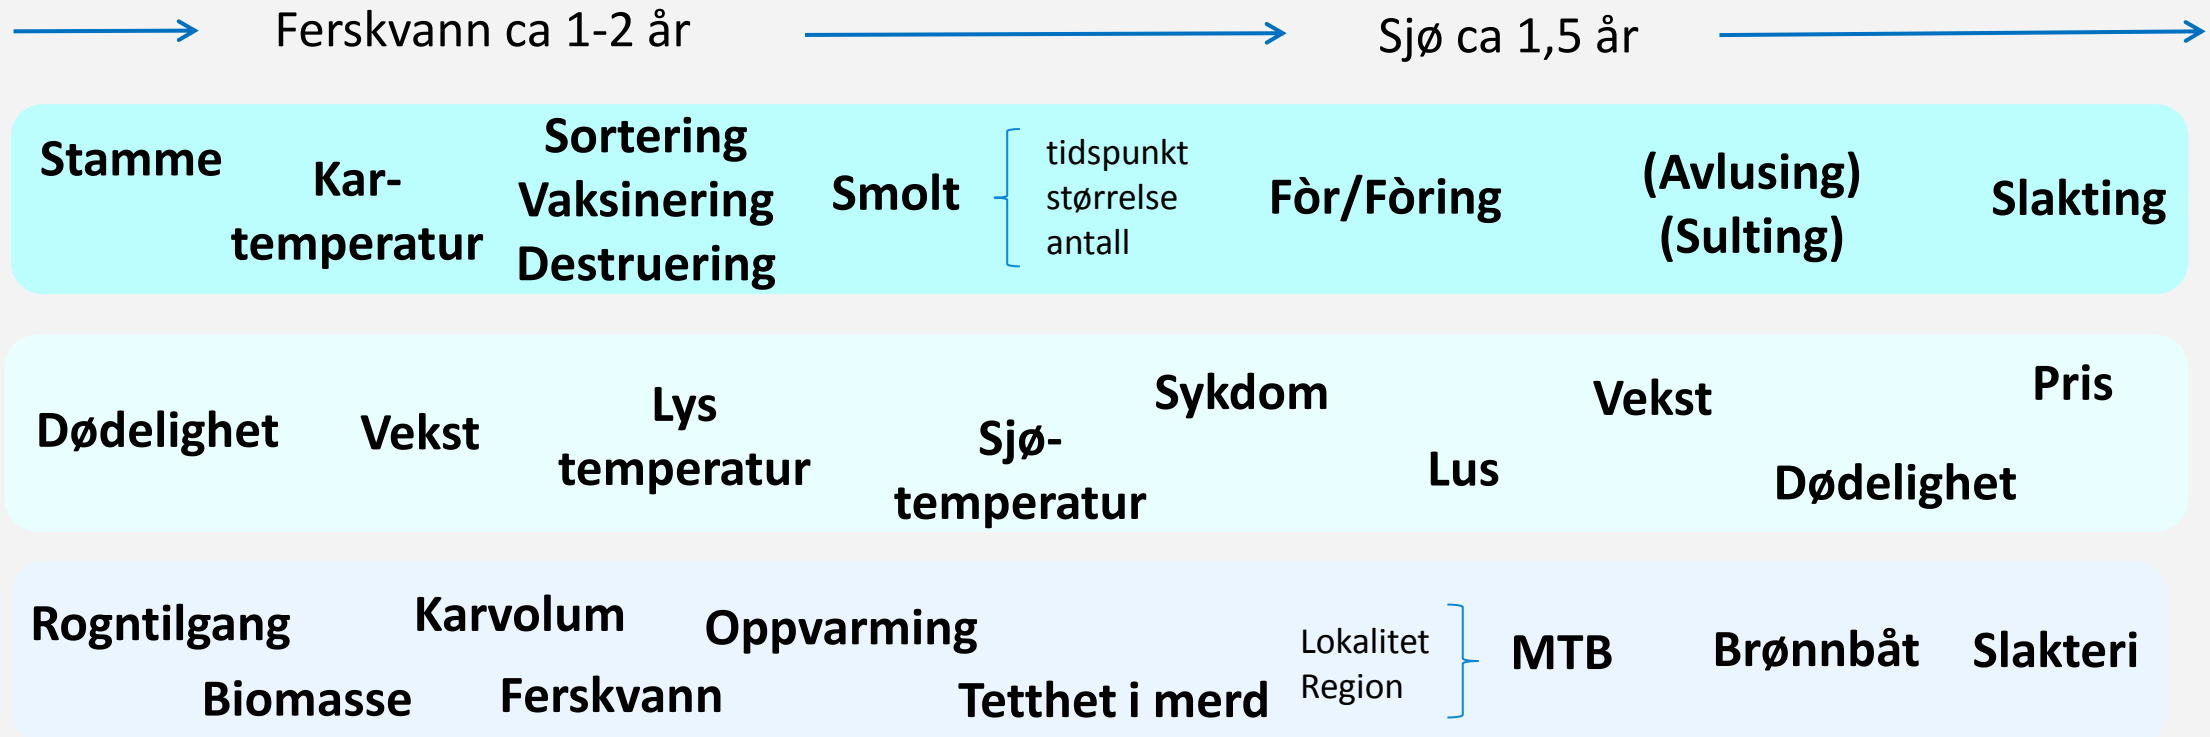 Ferskvann ca 1-2 år
Sjø ca 1,5 år
Stamme
Kar-
temperatur
Sortering
Vaksinering
Destruering
Smolt
tidspunkt
størrelse
antall
Fòr/Fòring
(Avlusing)
(Sulting)
Slakting
Dødelighet
Vekst
Lys
temperatur
Sjø-
temperatur
Sykdom
Lus
Vekst
Dødelighet
Pris
Rogntilgang
Biomasse
Karvolum
Ferskvann
Oppvarming
Tetthet i merd
Lokalitet
Region
MTB
Brønnbåt
Slakteri